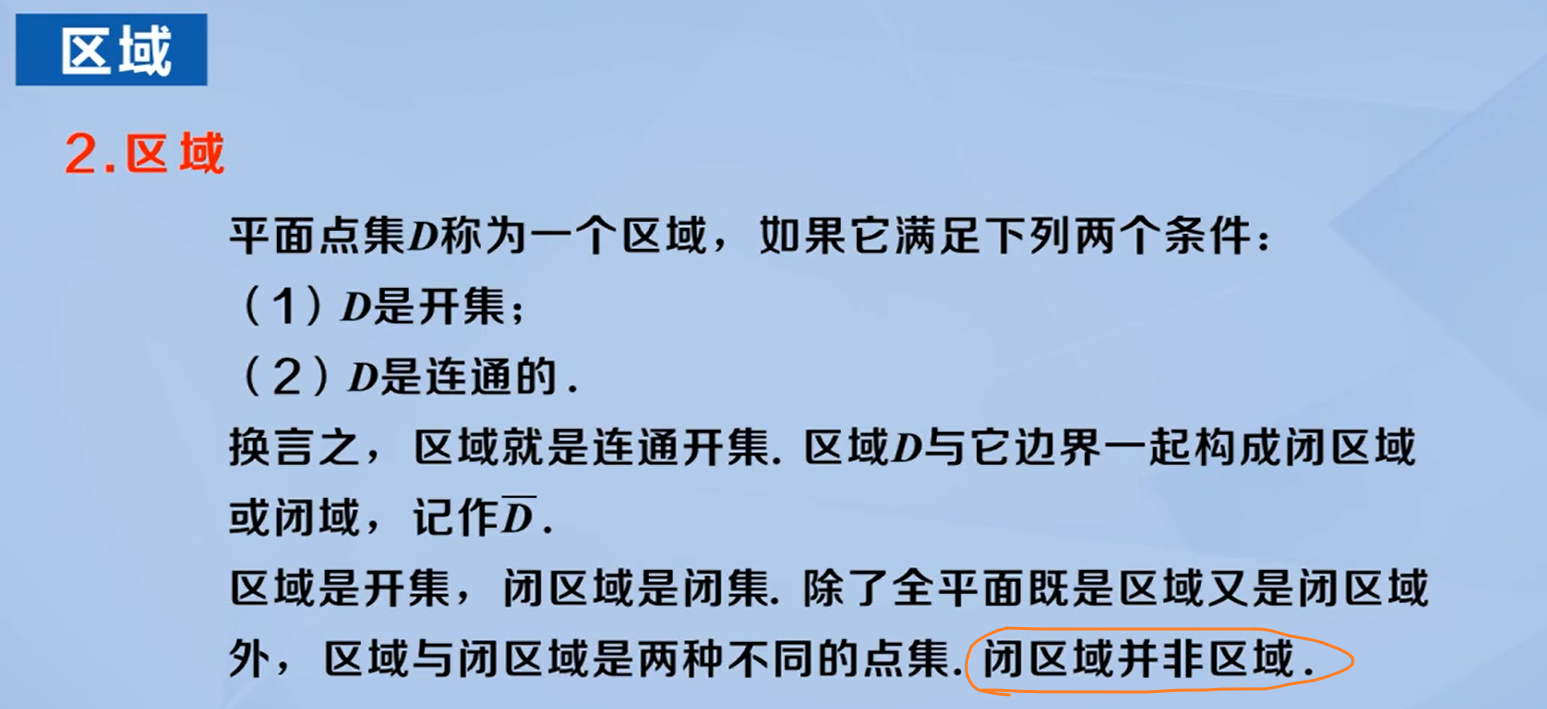 区域
2.区域
平面点集D称为一个区域，如果它满足下列两个条件：
（1）D是开集；
（2）D是连通的.
换言之，区域就是连通开集. 区域D与它边界一起构成闭区域
或闭域，记作D̅.
区域是开集，闭区域是闭集. 除了全平面既是区域又是闭区域
外，区域与闭区域是两种不同的点集. 闭区域并非区域.